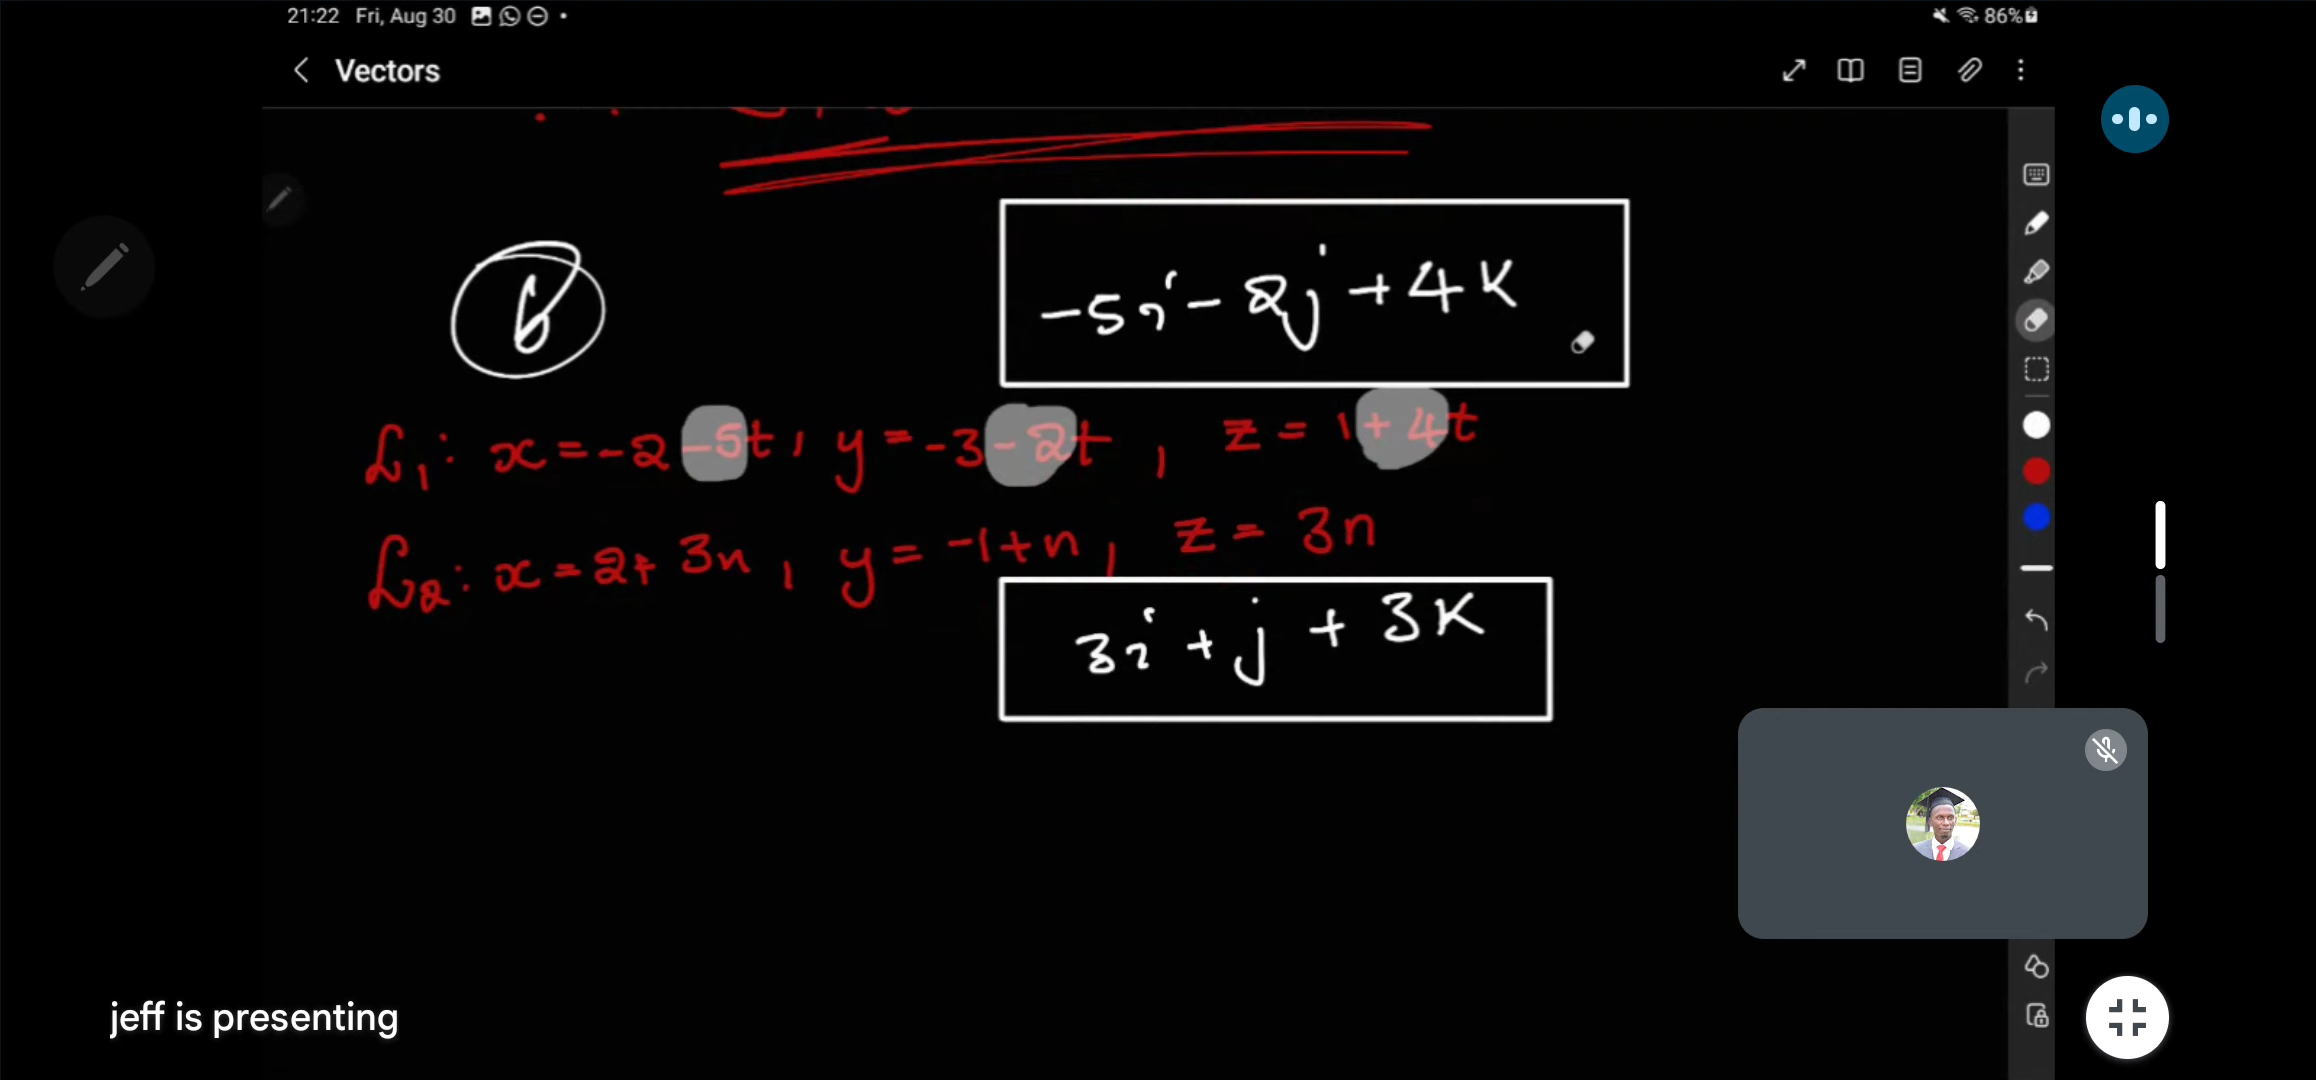 21:22 Fri, Aug 30
86%
Vectors
6
-5i - 2j + 4K
L₁: x = -2 -5t, y = -3 -2t, z = 1 + 4t
L₂: x = 2 + 3n, y = -1 + n, z = 3n
3i + j + 3K
jeff is presenting